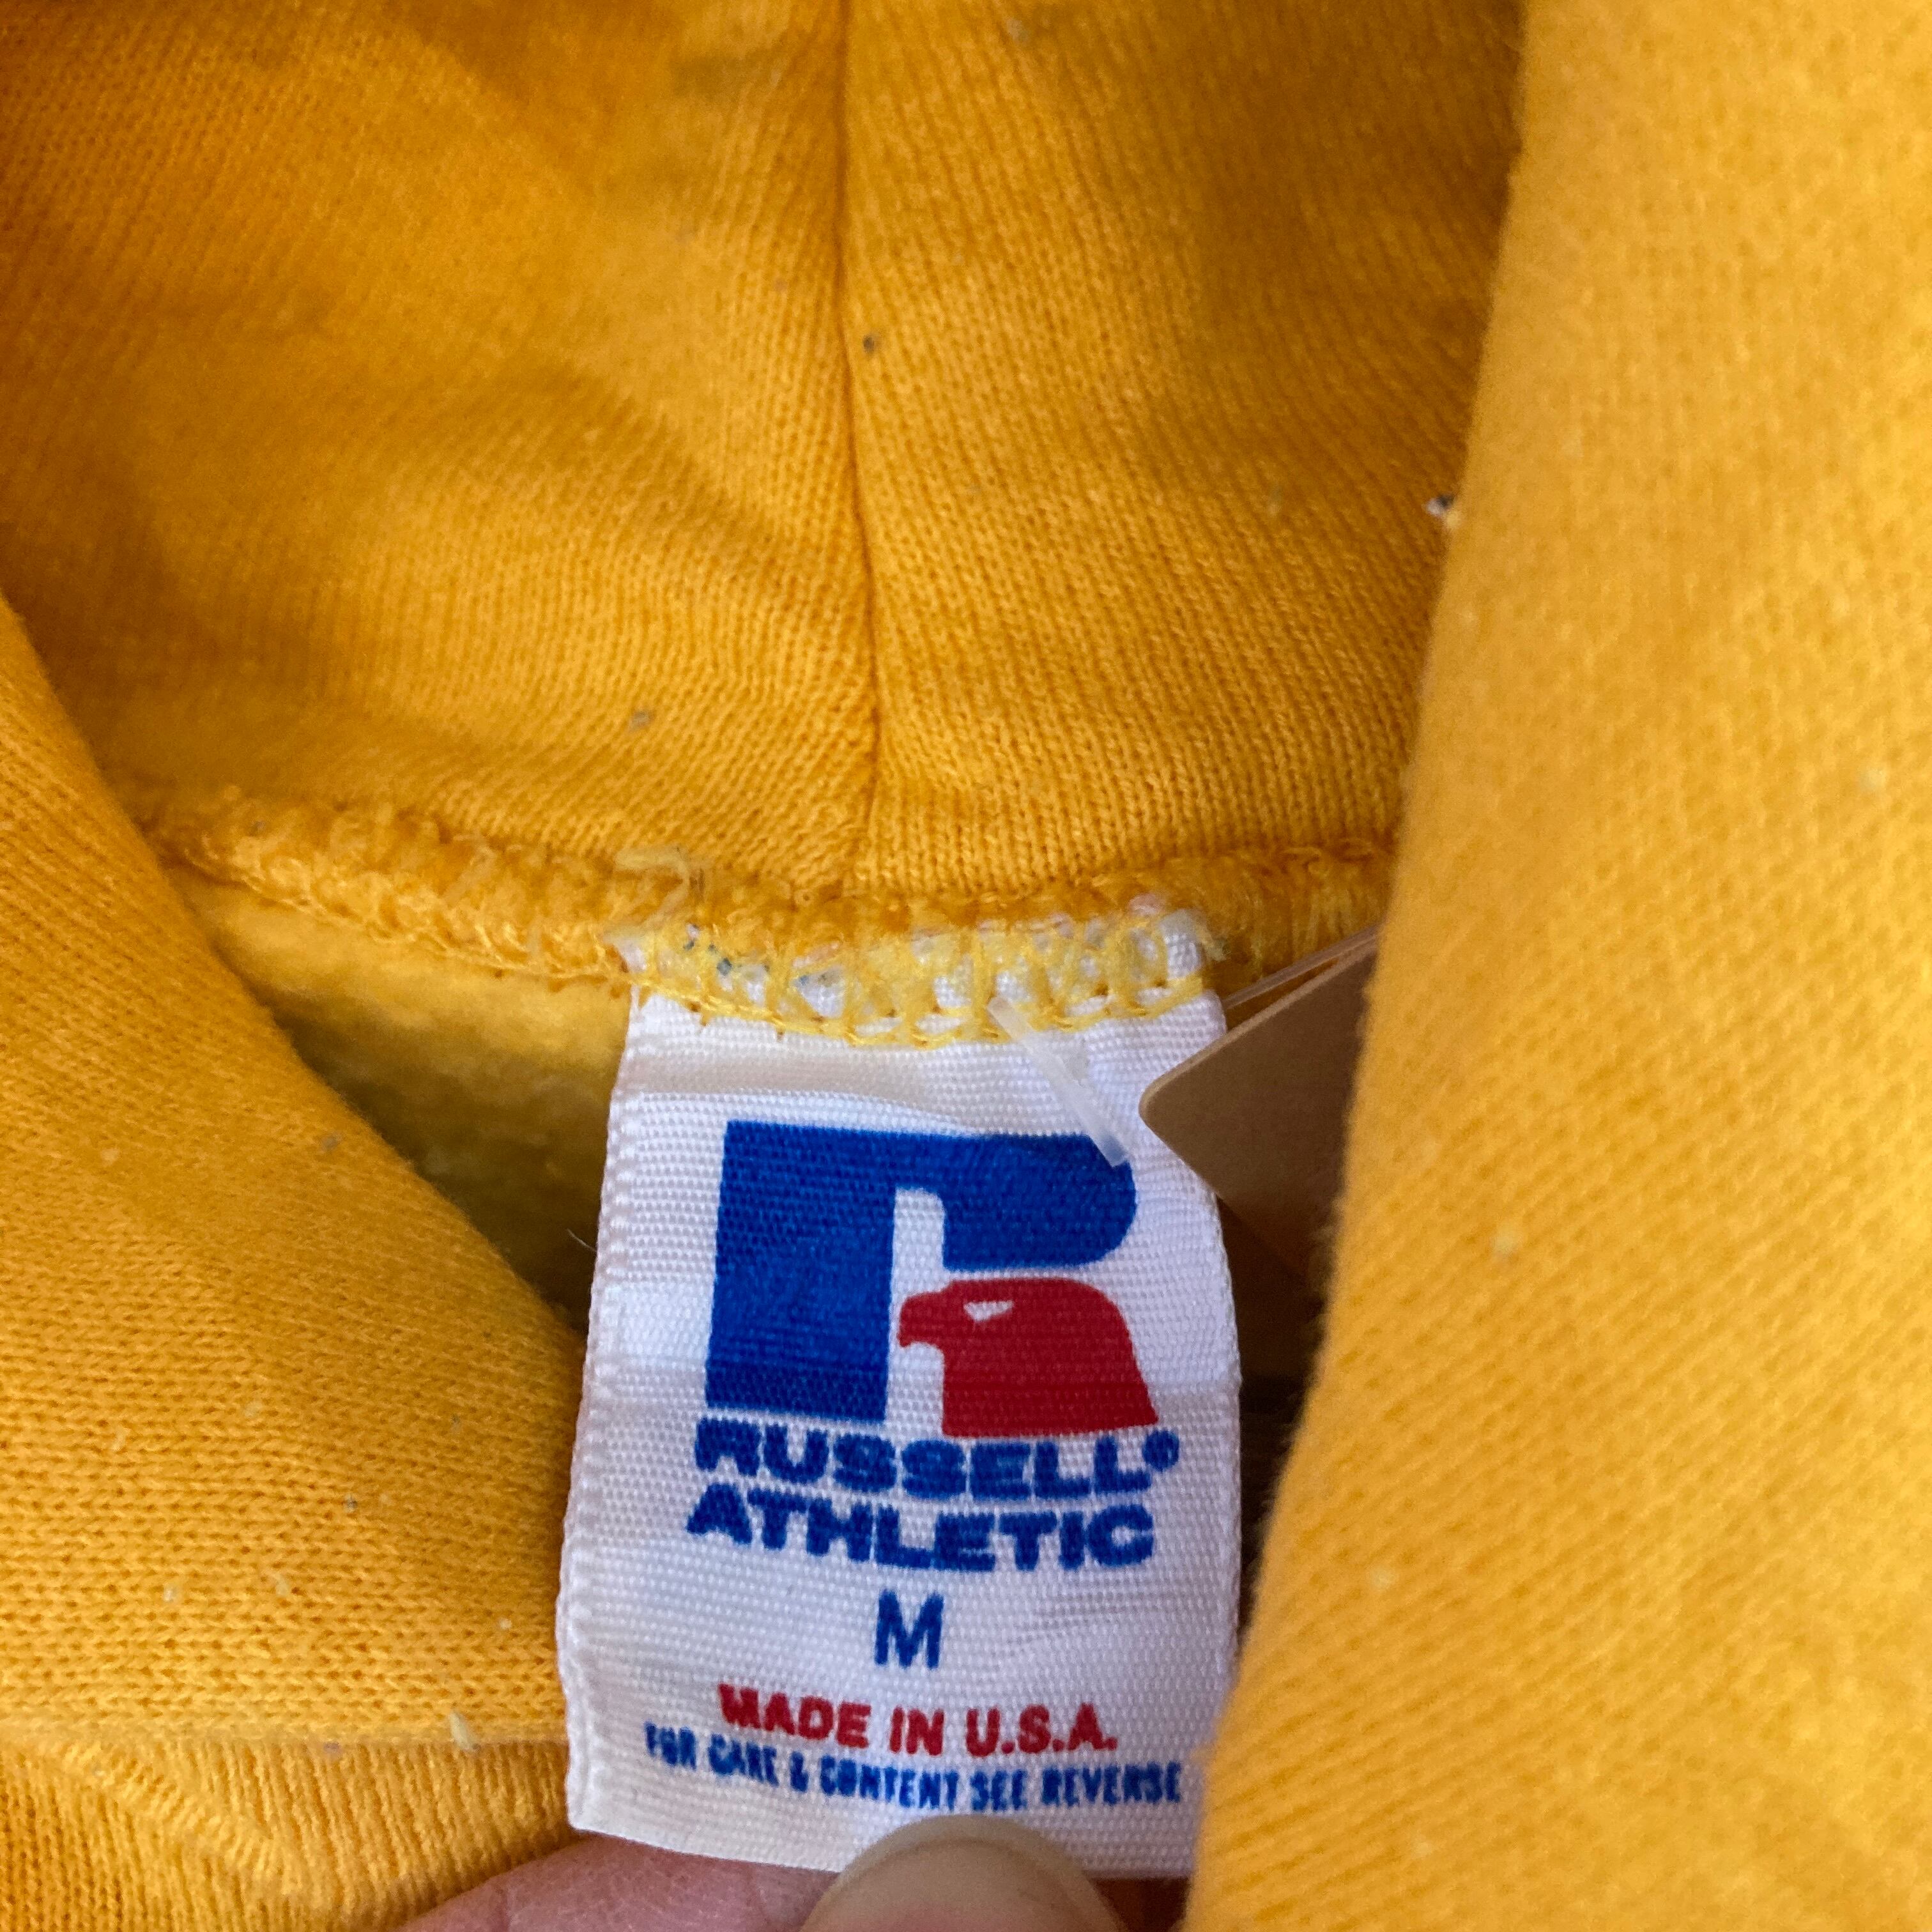 RUSSELL®
ATHLETIC
M
MADE IN U.S.A.
FOR CARE & CONTENT SEE REVERSE